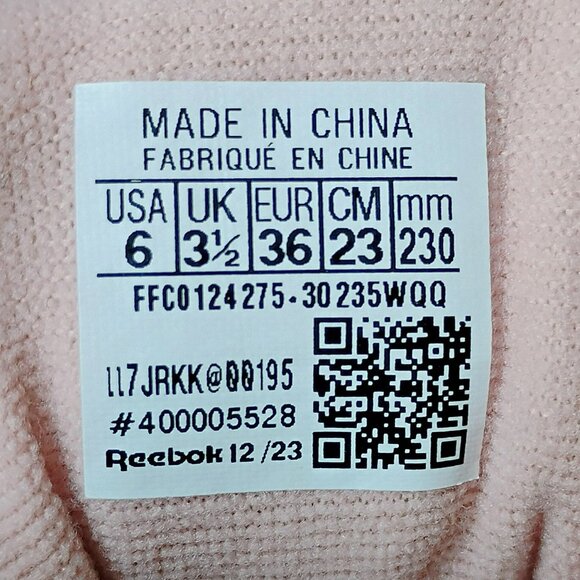 MADE IN CHINA
FABRIQUÉ EN CHINE
USA UK EUR CM mm
6 3½ 36 23 230
FFC0124275-30235WQQ
LL7JRKK@00195
#400005528
Reebok 12/23